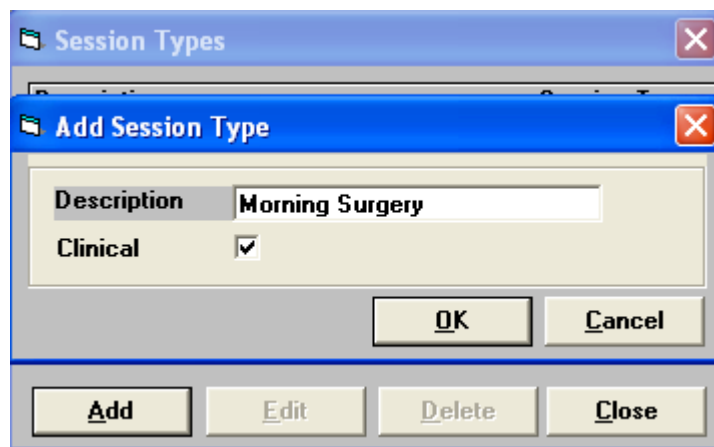 Session Types
Add Session Type
Description Morning Surgery
Clinical
OK Cancel
Add Edit Delete Close